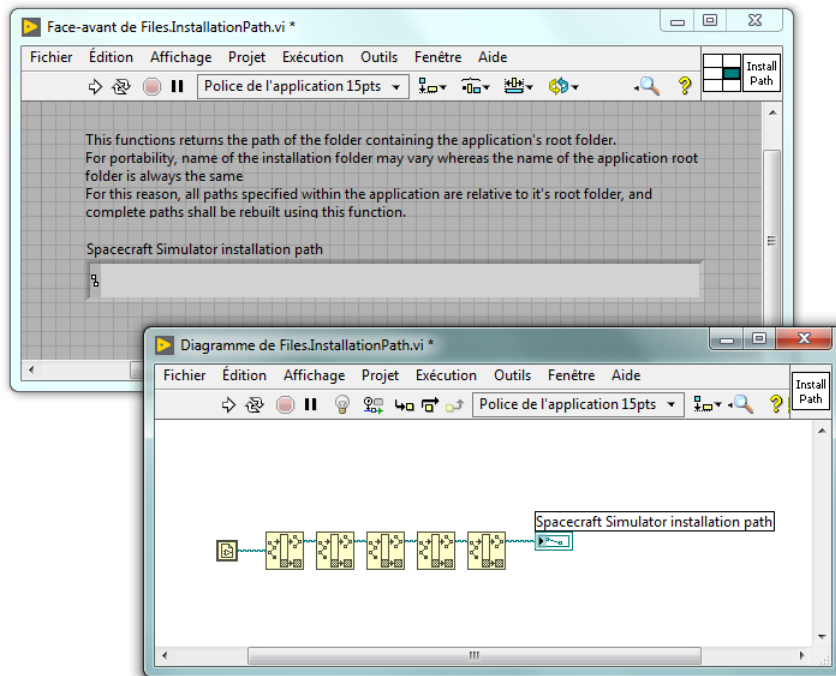 Face-avant de Files.InstallationPath.vi *
Fichier Édition Affichage Projet Exécution Outils Fenêtre Aide
Police de l'application 15pts
Install
Path
This functions returns the path of the folder containing the application's root folder.
For portability, name of the installation folder may vary whereas the name of the application root
folder is always the same
For this reason, all paths specified within the application are relative to it's root folder, and
complete paths shall be rebuilt using this function.
Spacecraft Simulator installation path
Diagramme de Files.InstallationPath.vi *
Fichier Édition Affichage Projet Exécution Outils Fenêtre Aide
Police de l'application 15pts
Install
Path
Spacecraft Simulator installation path